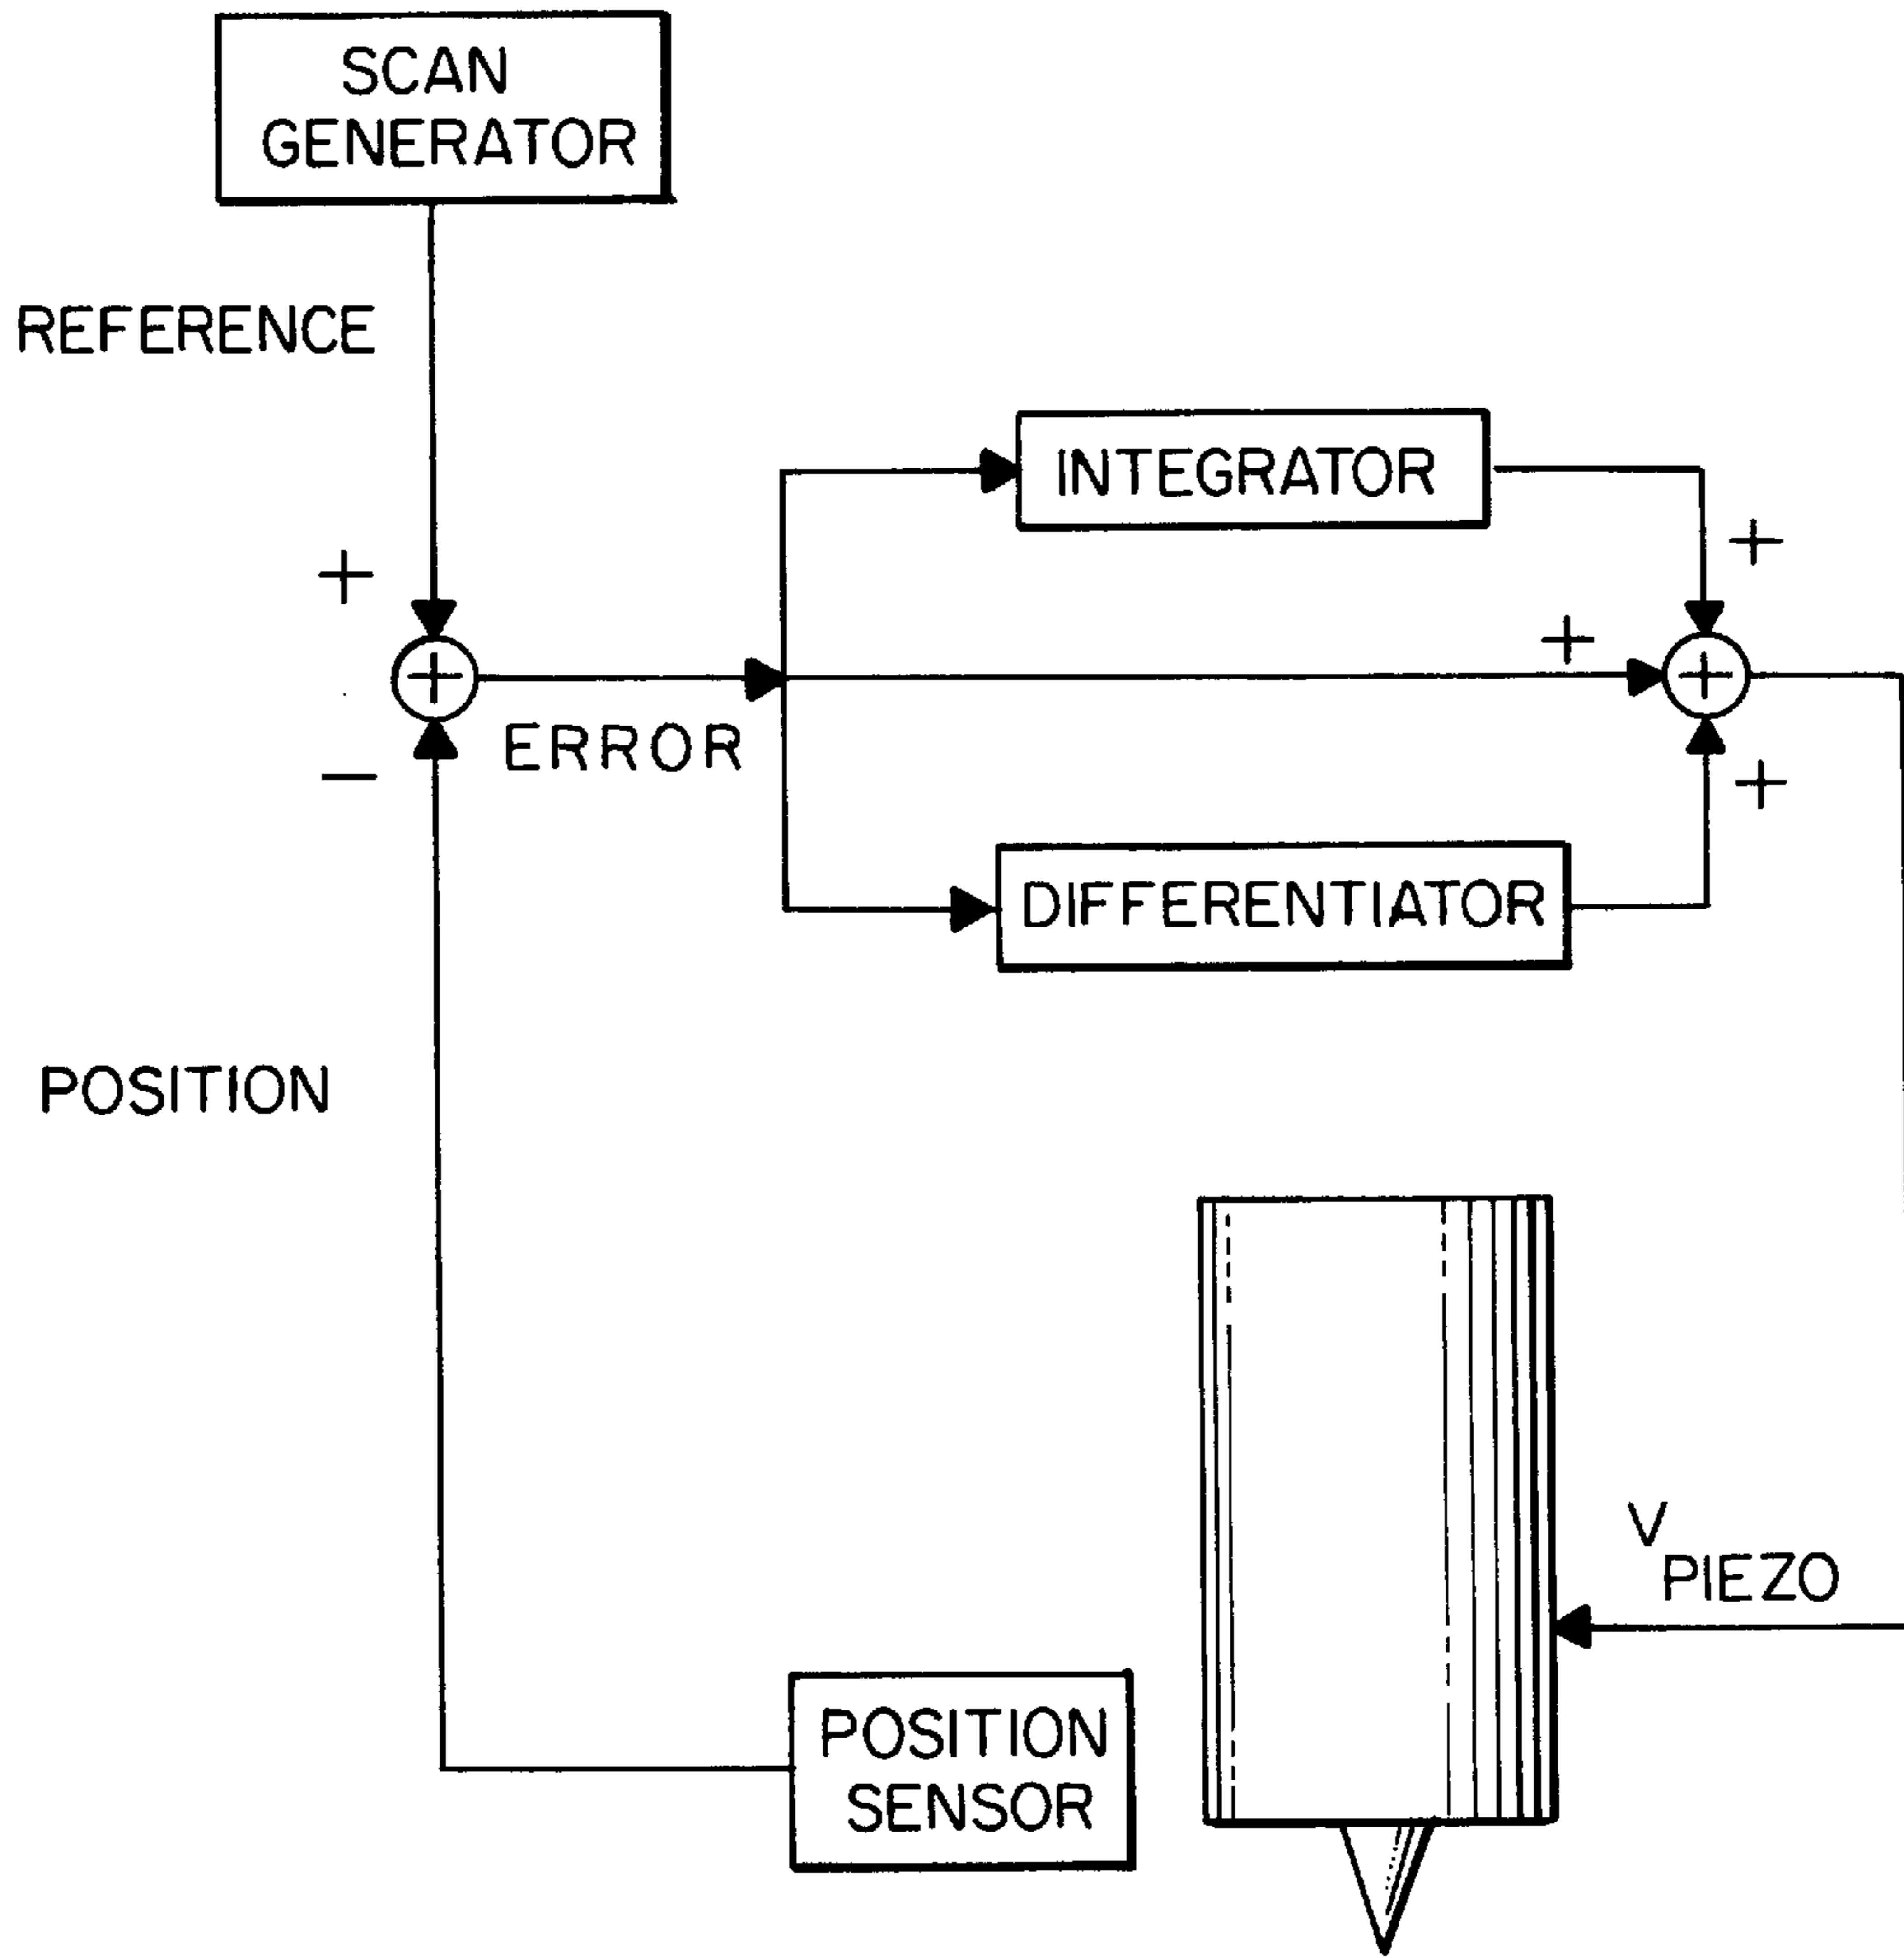 SCAN
GENERATOR
REFERENCE
INTEGRATOR
+
+
+
+
+
ERROR
−
+
DIFFERENTIATOR
POSITION
V
PIEZO
POSITION
SENSOR